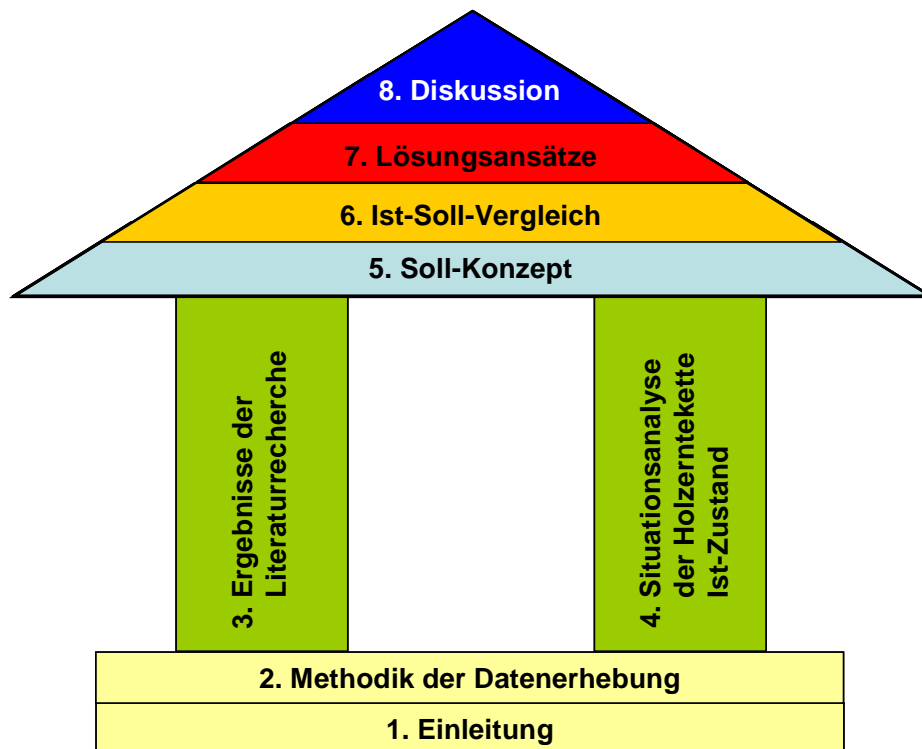 8. Diskussion
7. Lösungsansätze
6. Ist-Soll-Vergleich
5. Soll-Konzept
3. Ergebnisse der
Literaturrecherche
4. Situationsanalyse
der Holzerntekette
Ist-Zustand
2. Methodik der Datenerhebung
1. Einleitung